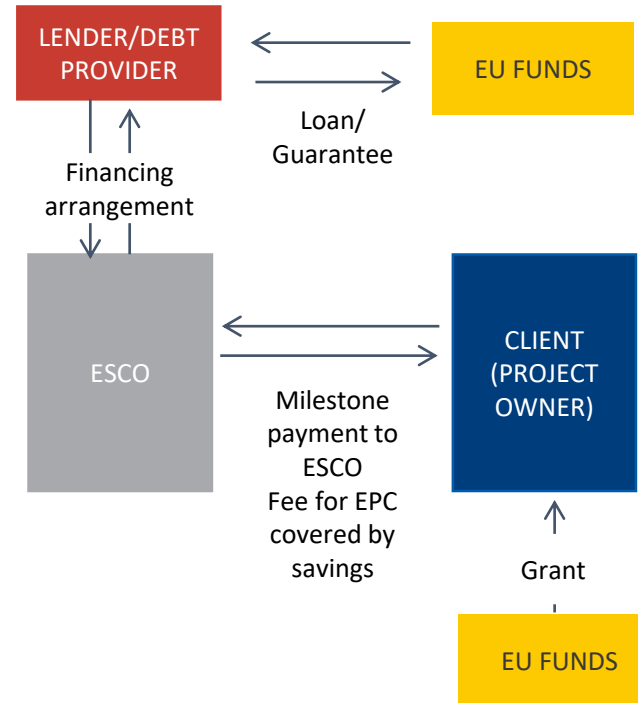 LENDER/DEBT
PROVIDER
EU FUNDS
Loan/
Guarantee
Financing
arrangement
ESCO
CLIENT
(PROJECT
OWNER)
Milestone
payment to
ESCO
Fee for EPC
covered by
savings
Grant
EU FUNDS